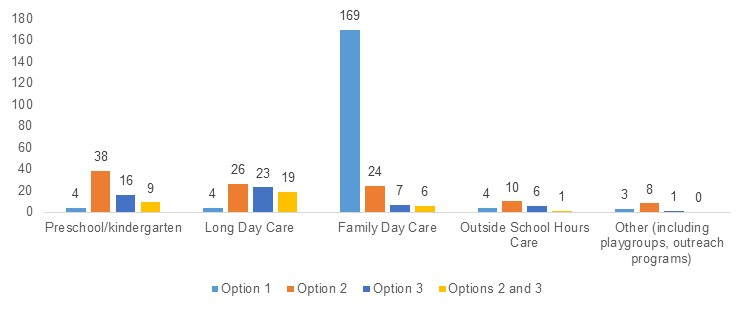 180
160
140
120
100
80
60
40
20
0
4 38 16 9
4 26 23 19
169 24 7 6
4 10 6 1
3 8 1 0
Preschool/kindergarten
Long Day Care
Family Day Care
Outside School Hours
Care
Other (including
playgroups, outreach
programs)
Option 1 Option 2 Option 3 Options 2 and 3